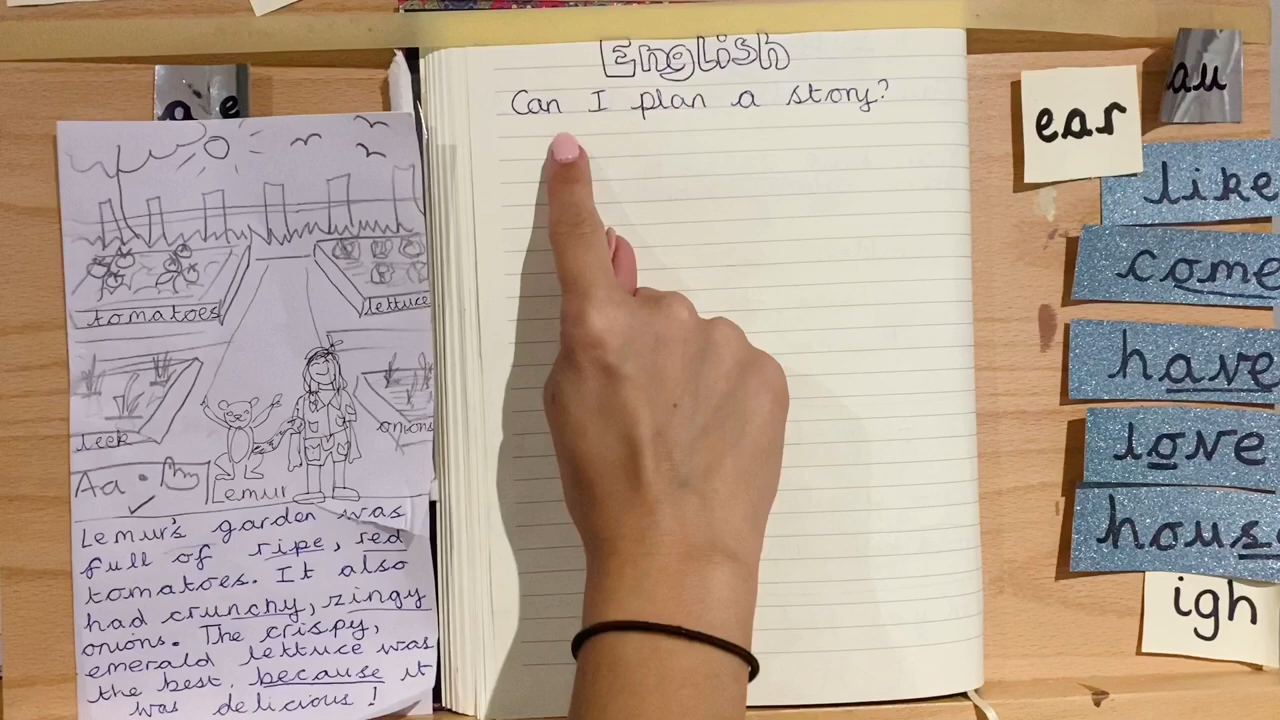 a e
tomatoes
lettuce
leek
onions
Aa
Lemur
Lemur's garden was
full of ripe, red
tomatoes. It also
had crunchy, zingy
onions. The crispy,
emerald lettuce was
the best, because it
was delicious!
English
Can I plan a story?
ear
au
like
come
have
love
house
igh